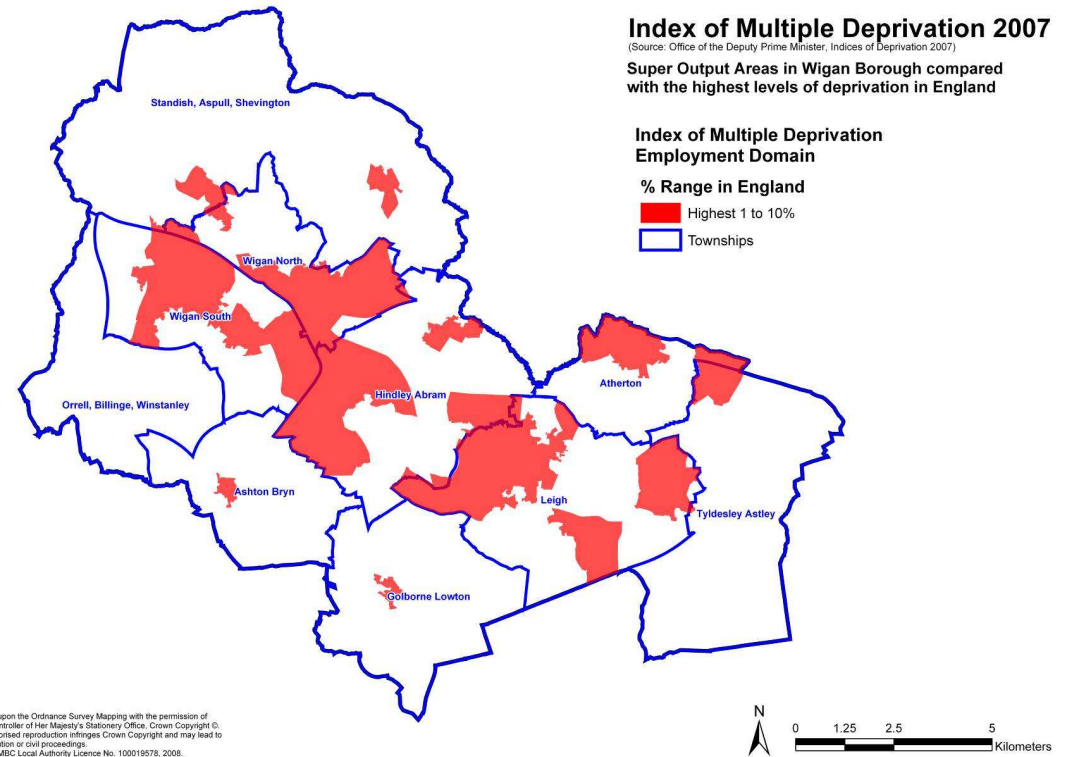 Index of Multiple Deprivation 2007
(Source: Office of the Deputy Prime Minister, Indices of Deprivation 2007)
Super Output Areas in Wigan Borough compared
with the highest levels of deprivation in England
Index of Multiple Deprivation
Employment Domain
% Range in England
Highest 1 to 10%
Townships
Standish, Aspull, Shevington
Wigan North
Wigan South
Orrell, Billinge, Winstanley
Hindley Abram
Atherton
Ashton Bryn
Leigh
Tyldesley Astley
Golborne Lowton
upon the Ordnance Survey Mapping with the permission of
ntroller of Her Majesty's Stationery Office, Crown Copyright ©.
orised reproduction infringes Crown Copyright and may lead to
tion or civil proceedings.
MBC Local Authority Licence No. 100019578, 2008.
N
0 1.25 2.5 5
Kilometers